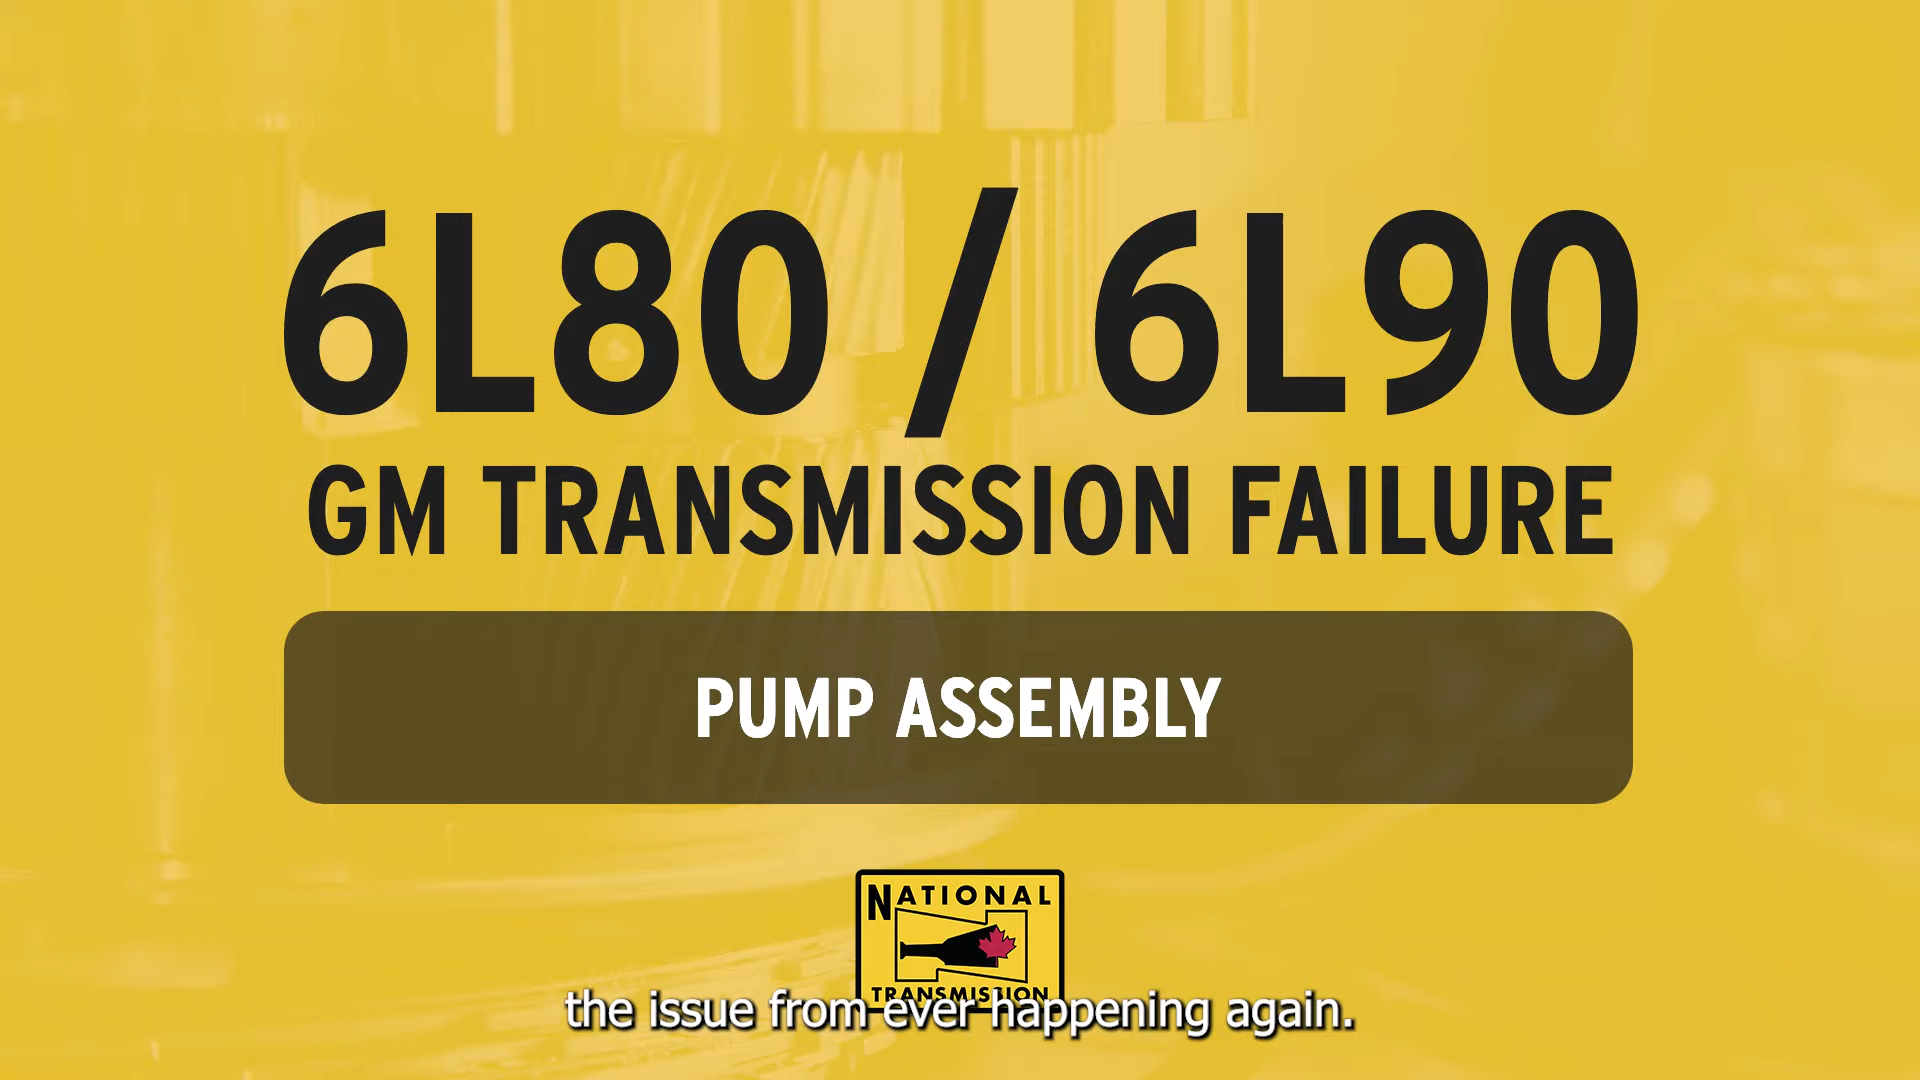 6L80 / 6L90
GM TRANSMISSION FAILURE
PUMP ASSEMBLY
NATIONAL
TRANSMISSION
the issue from ever happening again.